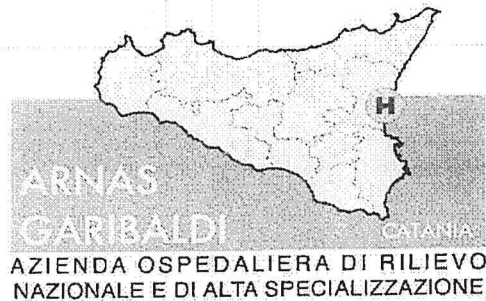 H
ARNAS
GARIBALDI
CATANIA
AZIENDA OSPEDALIERA DI RILIEVO
NAZIONALE E DI ALTA SPECIALIZZAZIONE